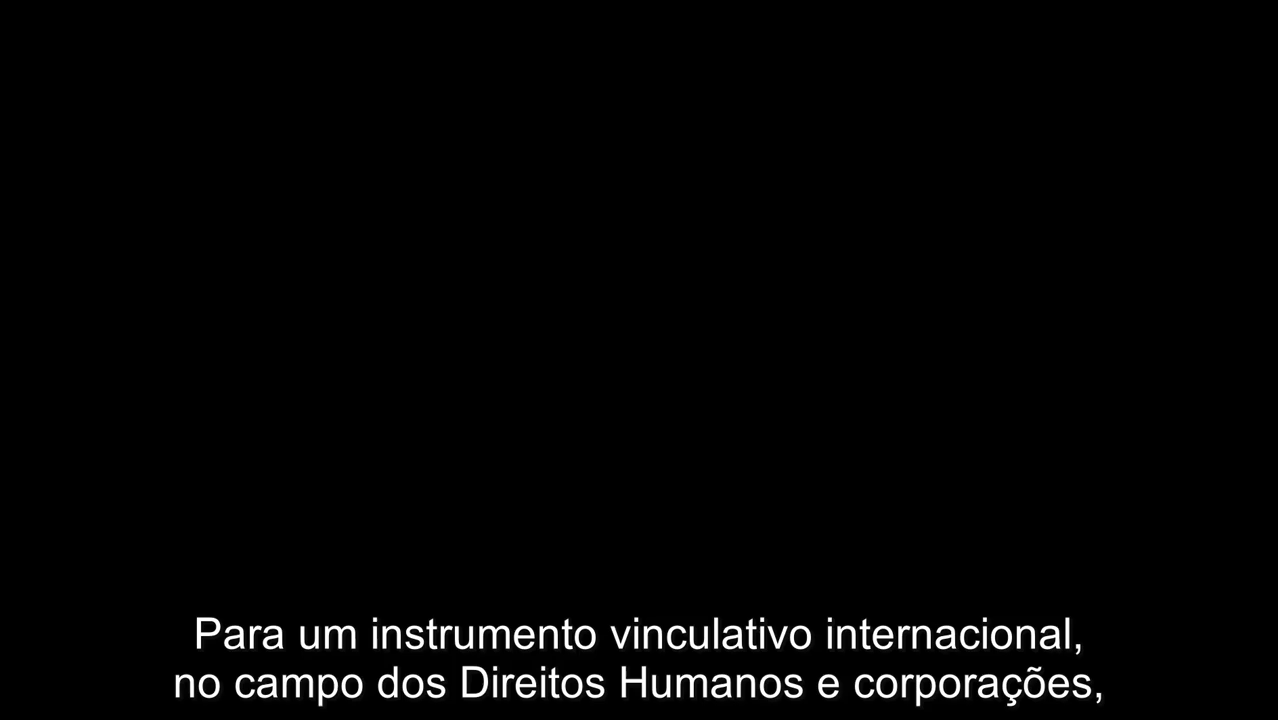 Para um instrumento vinculativo internacional,
no campo dos Direitos Humanos e corporações,